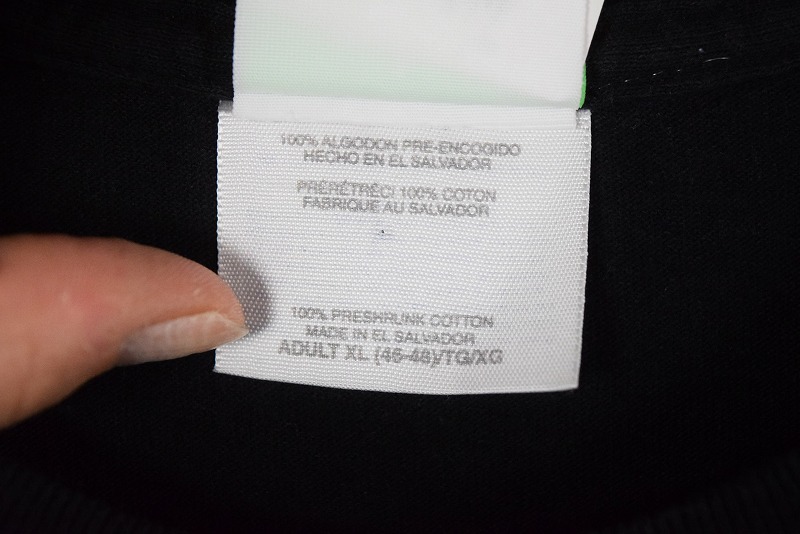 100% ALGODON PRE-ENCOGIDO
HECHO EN EL SALVADOR
PRÉRÉTRÉCI 100% COTON
FABRIQUE AU SALVADOR
100% PRESHRUNK COTTON
MADE IN EL SALVADOR
ADULT XL (46-48)/TG/XG